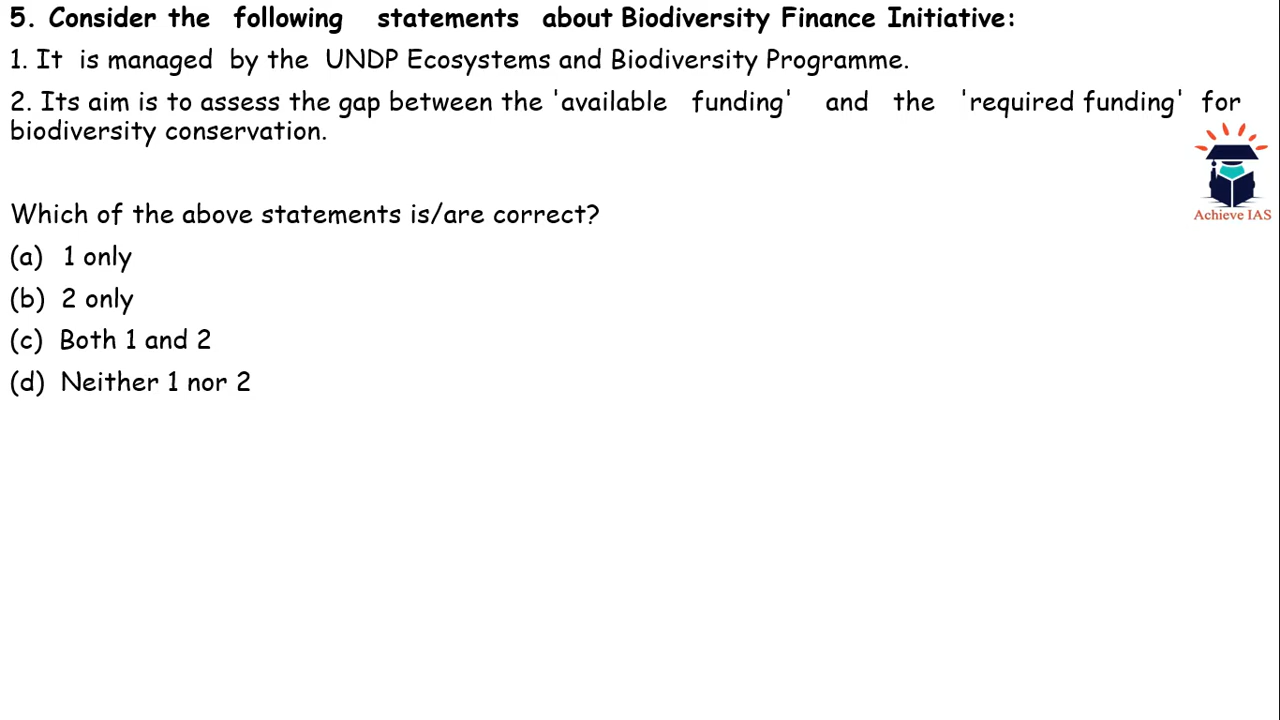 5. Consider the following statements about Biodiversity Finance Initiative:
1. It is managed by the UNDP Ecosystems and Biodiversity Programme.
2. Its aim is to assess the gap between the 'available funding' and the 'required funding' for
biodiversity conservation.
Achieve IAS
Which of the above statements is/are correct?
(a) 1 only
(b) 2 only
(c) Both 1 and 2
(d) Neither 1 nor 2